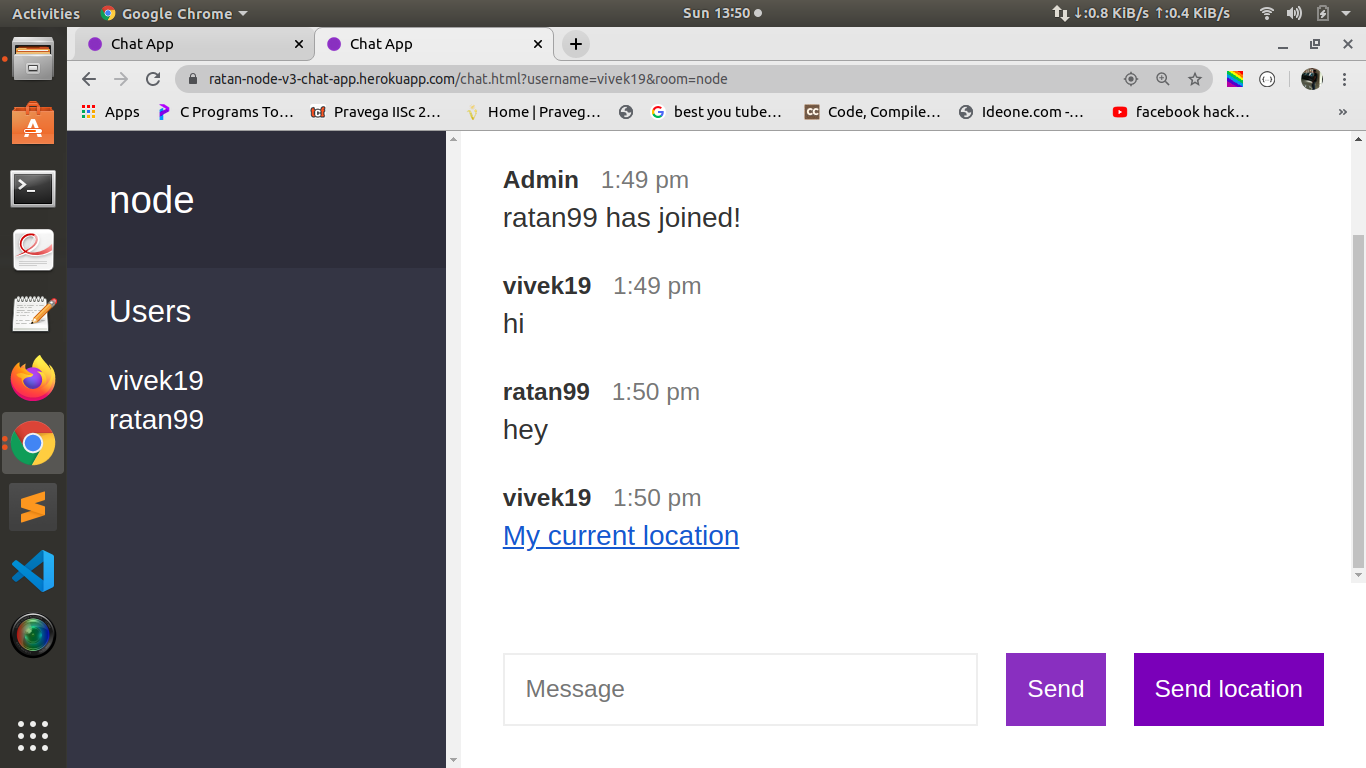 Activities Google Chrome Sun 13:50 ↓:0.8 KiB/s ↑:0.4 KiB/s
Chat App Chat App
ratan-node-v3-chat-app.herokuapp.com/chat.html?username=vivek19&room=node
Apps C Programs To… Pravega IISc 2… Home | Praveg… best you tube… Code, Compile… Ideone.com -… facebook hack… »
node
Users
vivek19
ratan99
Admin 1:49 pm
ratan99 has joined!
vivek19 1:49 pm
hi
ratan99 1:50 pm
hey
vivek19 1:50 pm
My current location
Message Send Send location